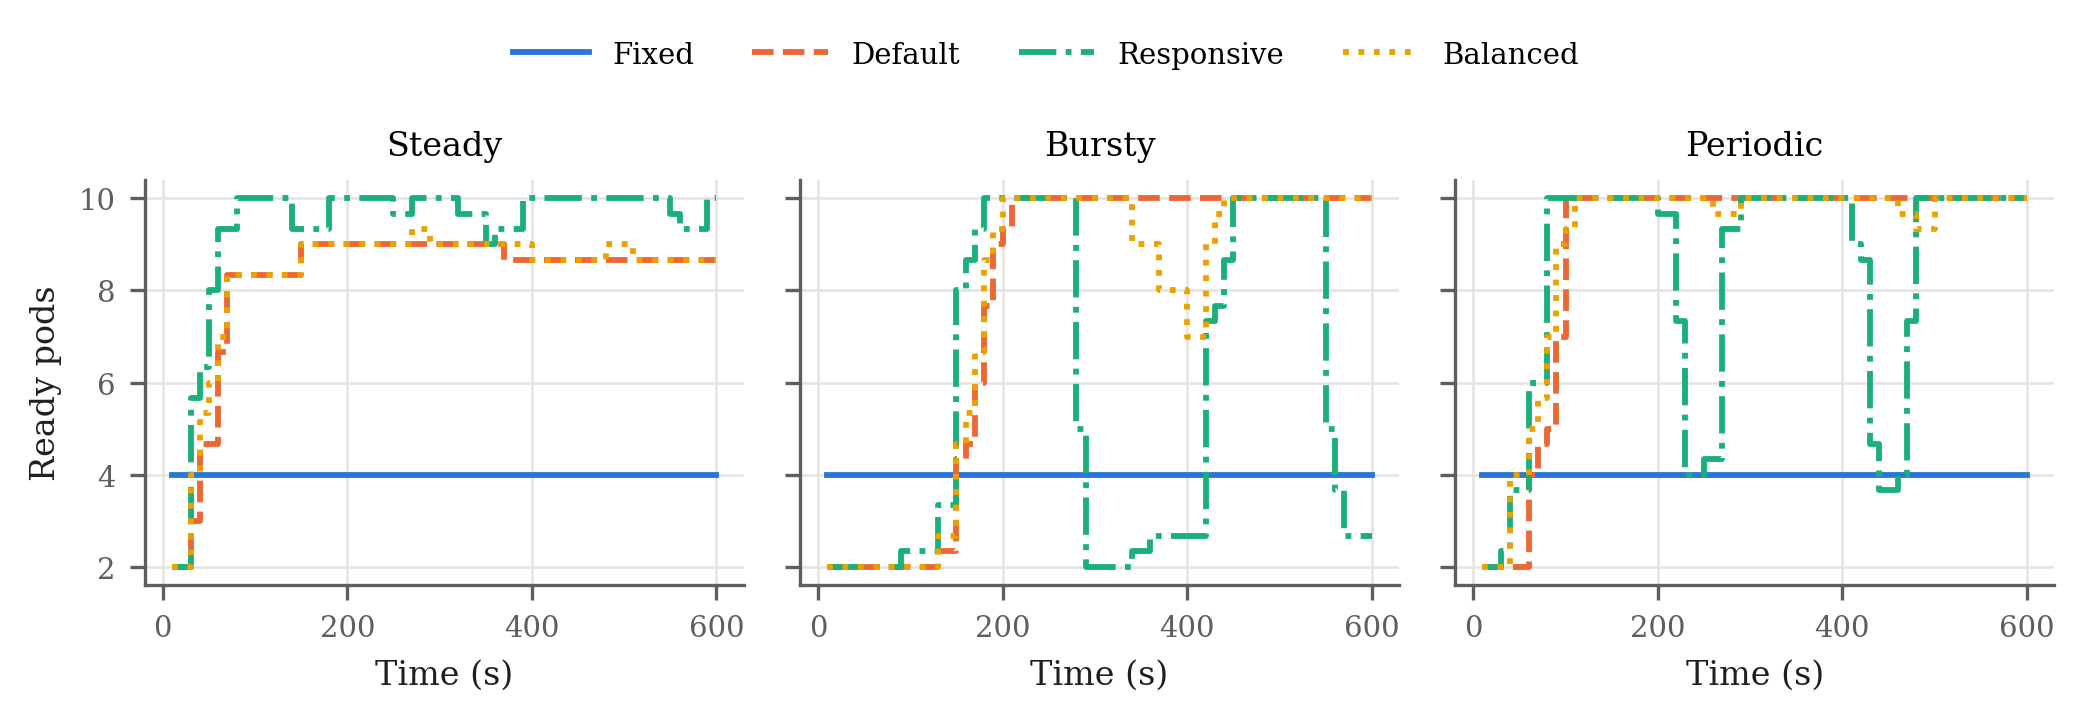 Fixed Default Responsive Balanced
Steady Bursty Periodic
Ready pods
10
8
6
4
2
0 200 400 600 0 200 400 600 0 200 400 600
Time (s) Time (s) Time (s)